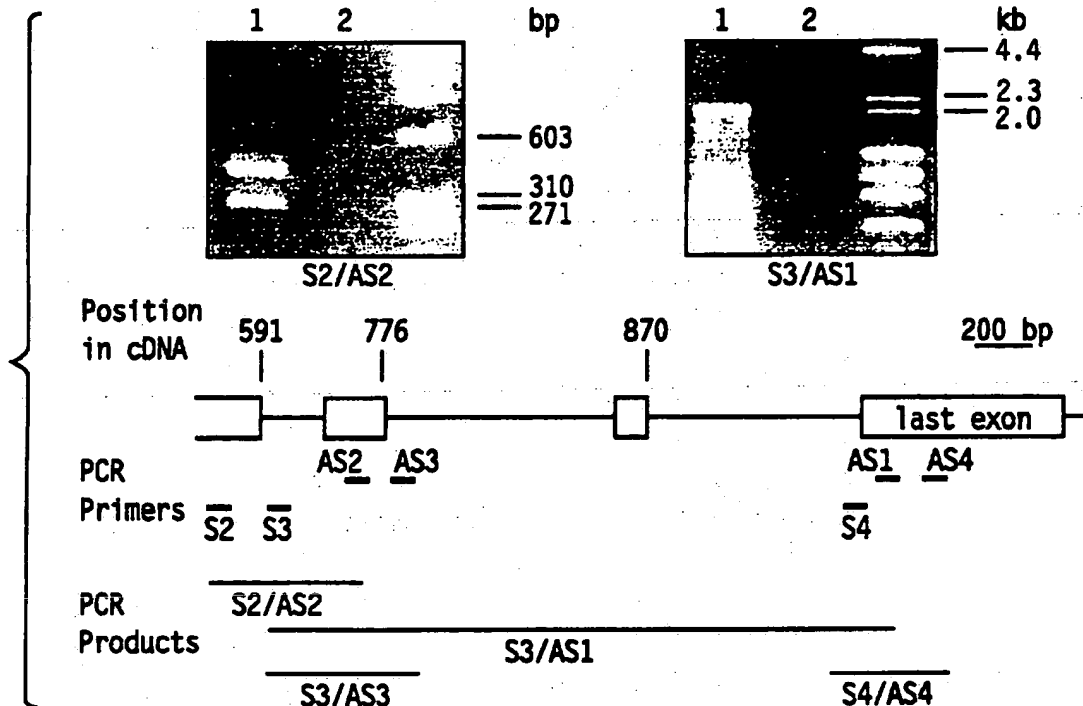 1 2 bp
603
310
271
S2/AS2
1 2 kb
4.4
2.3
2.0
S3/AS1
Position
in cDNA
591
776
870
200 bp
last exon
AS2
AS3
AS1
AS4
PCR
Primers
S2
S3
S4
PCR
Products
S2/AS2
S3/AS1
S3/AS3
S4/AS4